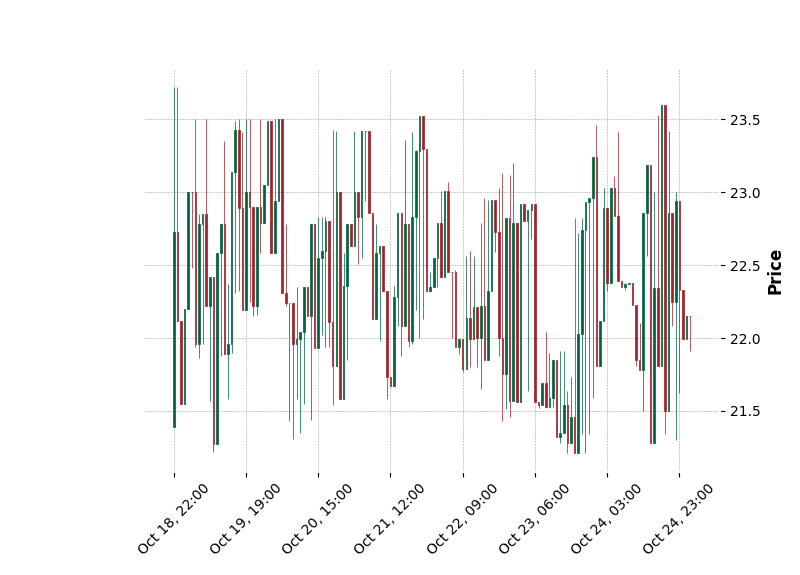 23.5
23.0
22.5
22.0
21.5
Price
Oct 18, 22:00
Oct 19, 19:00
Oct 20, 15:00
Oct 21, 12:00
Oct 22, 09:00
Oct 23, 06:00
Oct 24, 03:00
Oct 24, 23:00